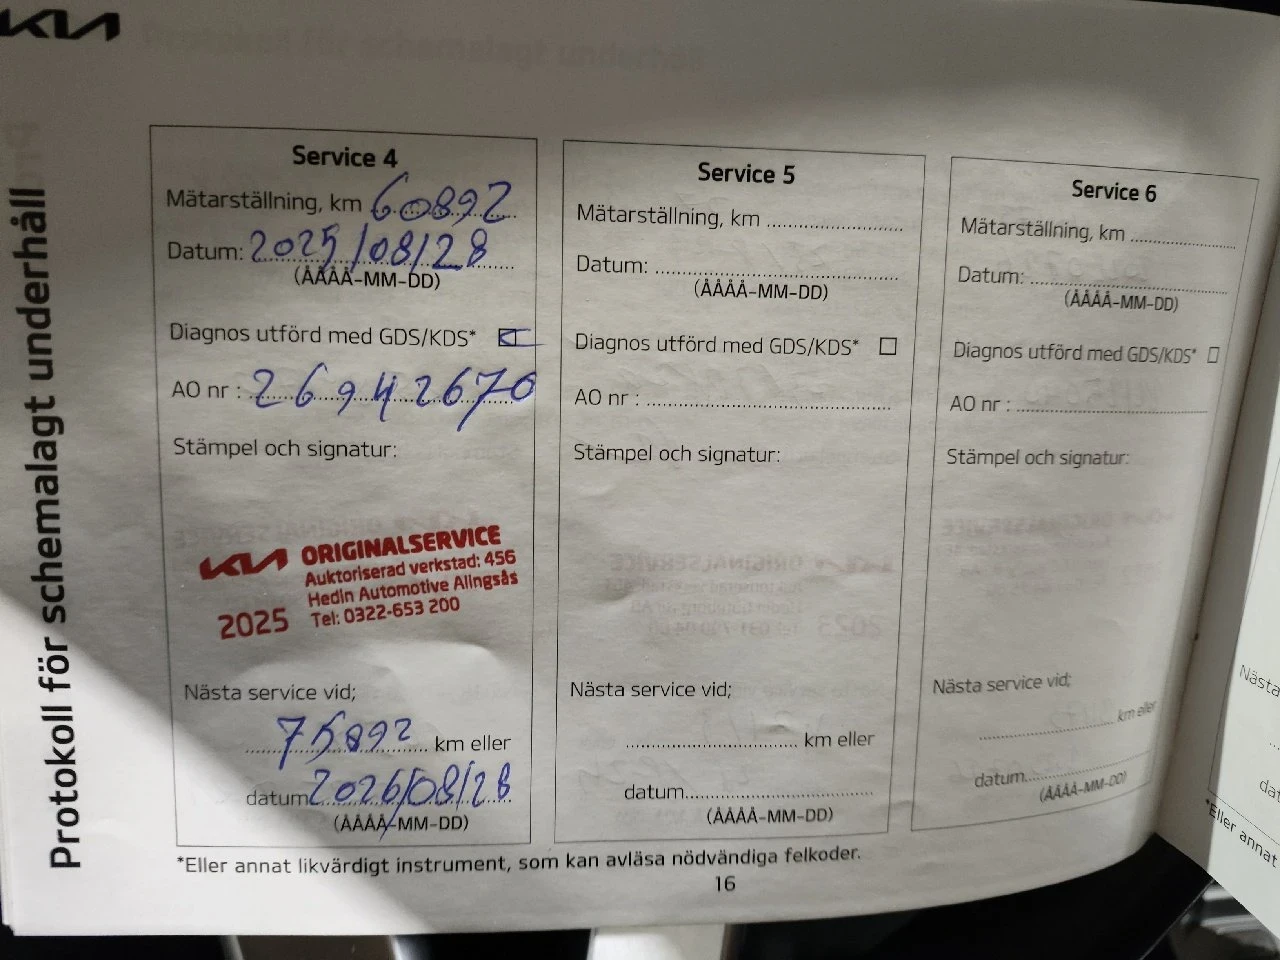 KIA
Protokoll för schemalagt underhåll
Service 4
Mätarställning, km 60892
Datum: 2025/08/28
(ÅÅÅÅ-MM-DD)
Diagnos utförd med GDS/KDS*
AO nr : 26942670
Stämpel och signatur:
KIA ORIGINALSERVICE
Auktoriserad verkstad: 456
Hedin Automotive Alingsås
2025 Tel: 0322-653 200
Nästa service vid;
75892 km eller
datum 2026/08/28
(ÅÅÅÅ-MM-DD)
Service 5
Mätarställning, km
Datum:
(ÅÅÅÅ-MM-DD)
Diagnos utförd med GDS/KDS*
AO nr :
Stämpel och signatur:
Nästa service vid;
km eller
datum
(ÅÅÅÅ-MM-DD)
Service 6
Mätarställning, km
Datum:
(ÅÅÅÅ-MM-DD)
Diagnos utförd med GDS/KDS*
AO nr :
Stämpel och signatur:
Nästa service vid;
km eller
datum
(ÅÅÅÅ-MM-DD)
*Eller annat likvärdigt instrument, som kan avläsa nödvändiga felkoder.
16
Nästa
*Eller annat